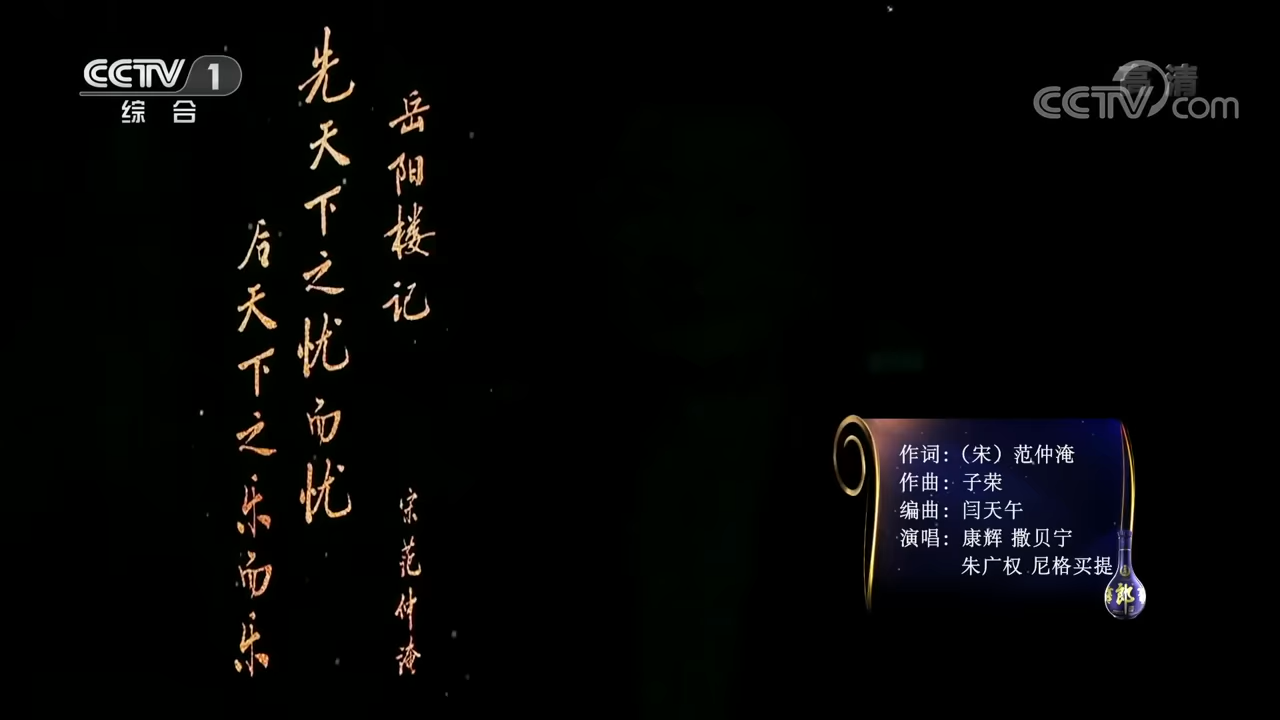 CCTV 1
综合
高清
CCTV com
岳阳楼记
宋范仲淹
先天下之忧而忧
后天下之乐而乐
作词:（宋）范仲淹
作曲: 子荣
编曲: 闫天午
演唱: 康辉 撒贝宁
朱广权 尼格买提
郎